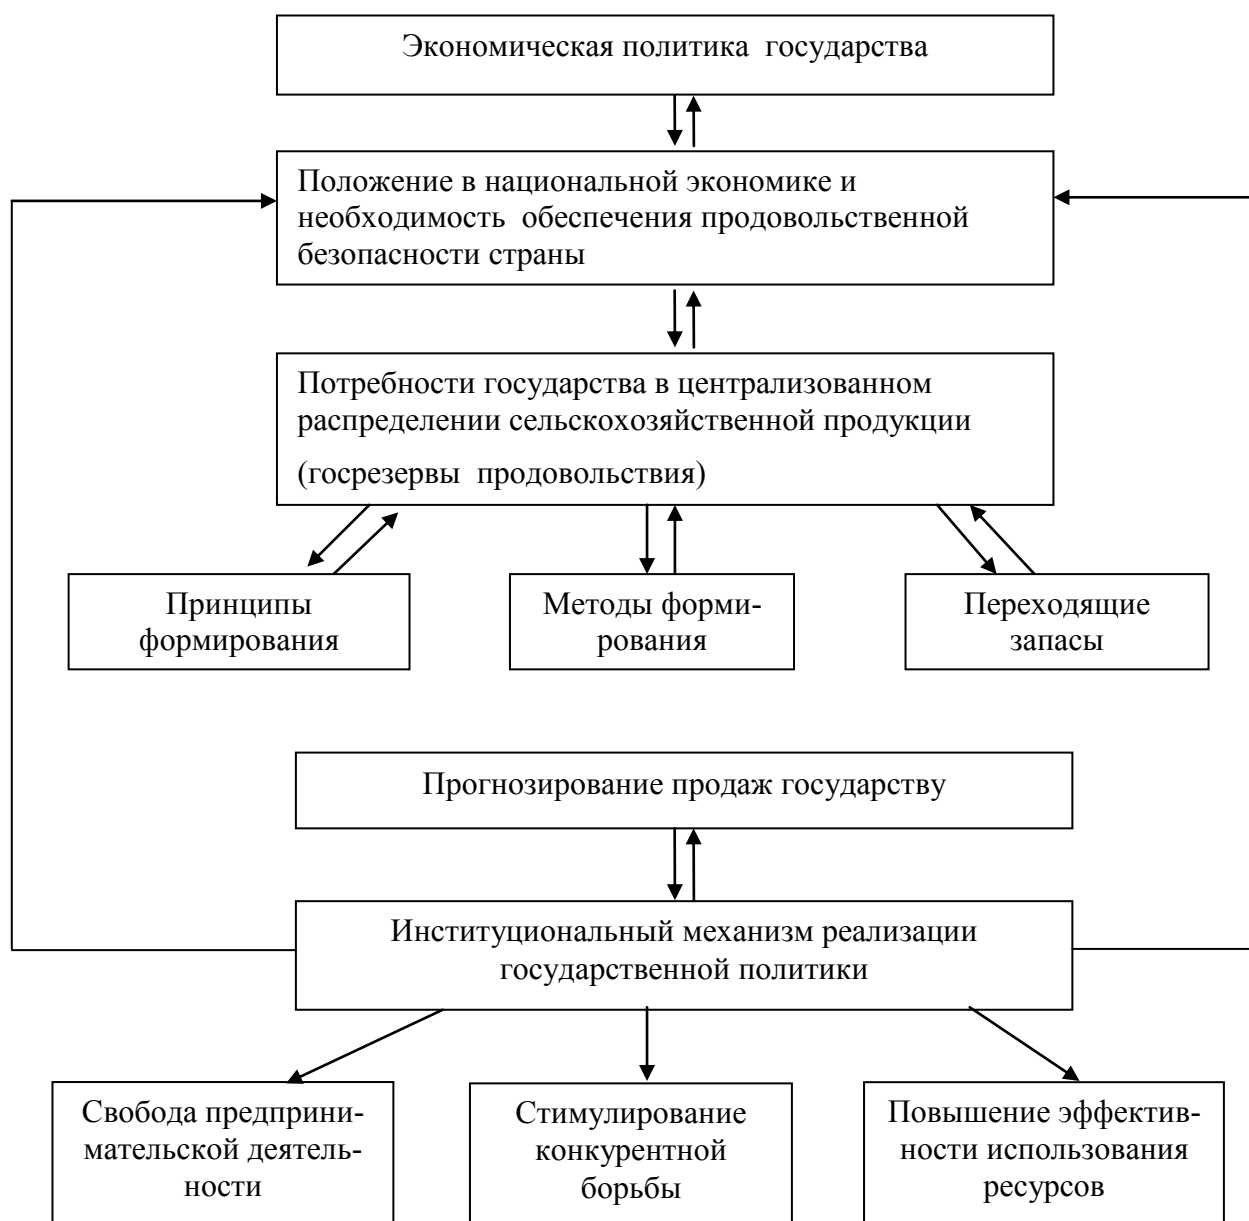 Экономическая политика государства
Положение в национальной экономике и
необходимость обеспечения продовольственной
безопасности страны
Потребности государства в централизованном
распределении сельскохозяйственной продукции
(госрезервы продовольствия)
Принципы
формирования
Методы форми-
рования
Переходящие
запасы
Прогнозирование продаж государству
Институциональный механизм реализации
государственной политики
Свобода предприни-
мательской деятель-
ности
Стимулирование
конкурентной
борьбы
Повышение эффектив-
ности использования
ресурсов